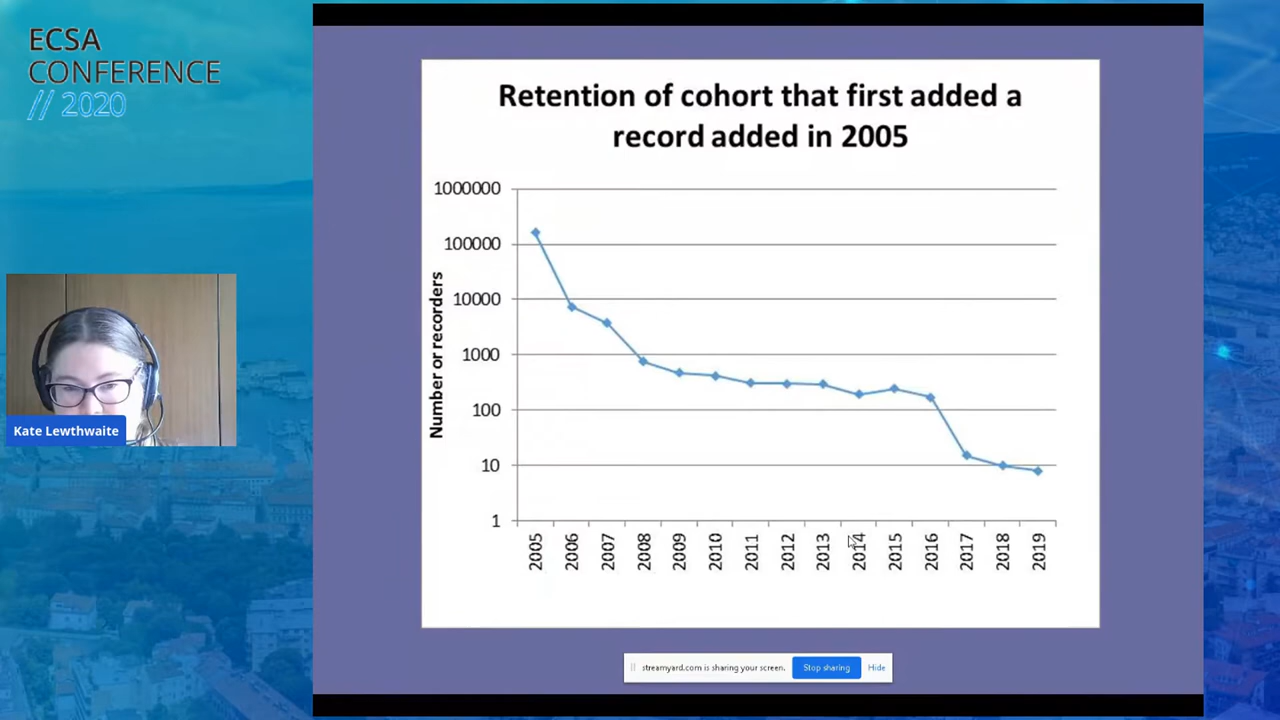 ECSA
CONFERENCE
// 2020
Kate Lewthwaite
Retention of cohort that first added a
record added in 2005
Number or recorders
1000000
100000
10000
1000
100
10
1
2005 2006 2007 2008 2009 2010 2011 2012 2013 2014 2015 2016 2017 2018 2019
streamyard.com is sharing your screen. Stop sharing Hide